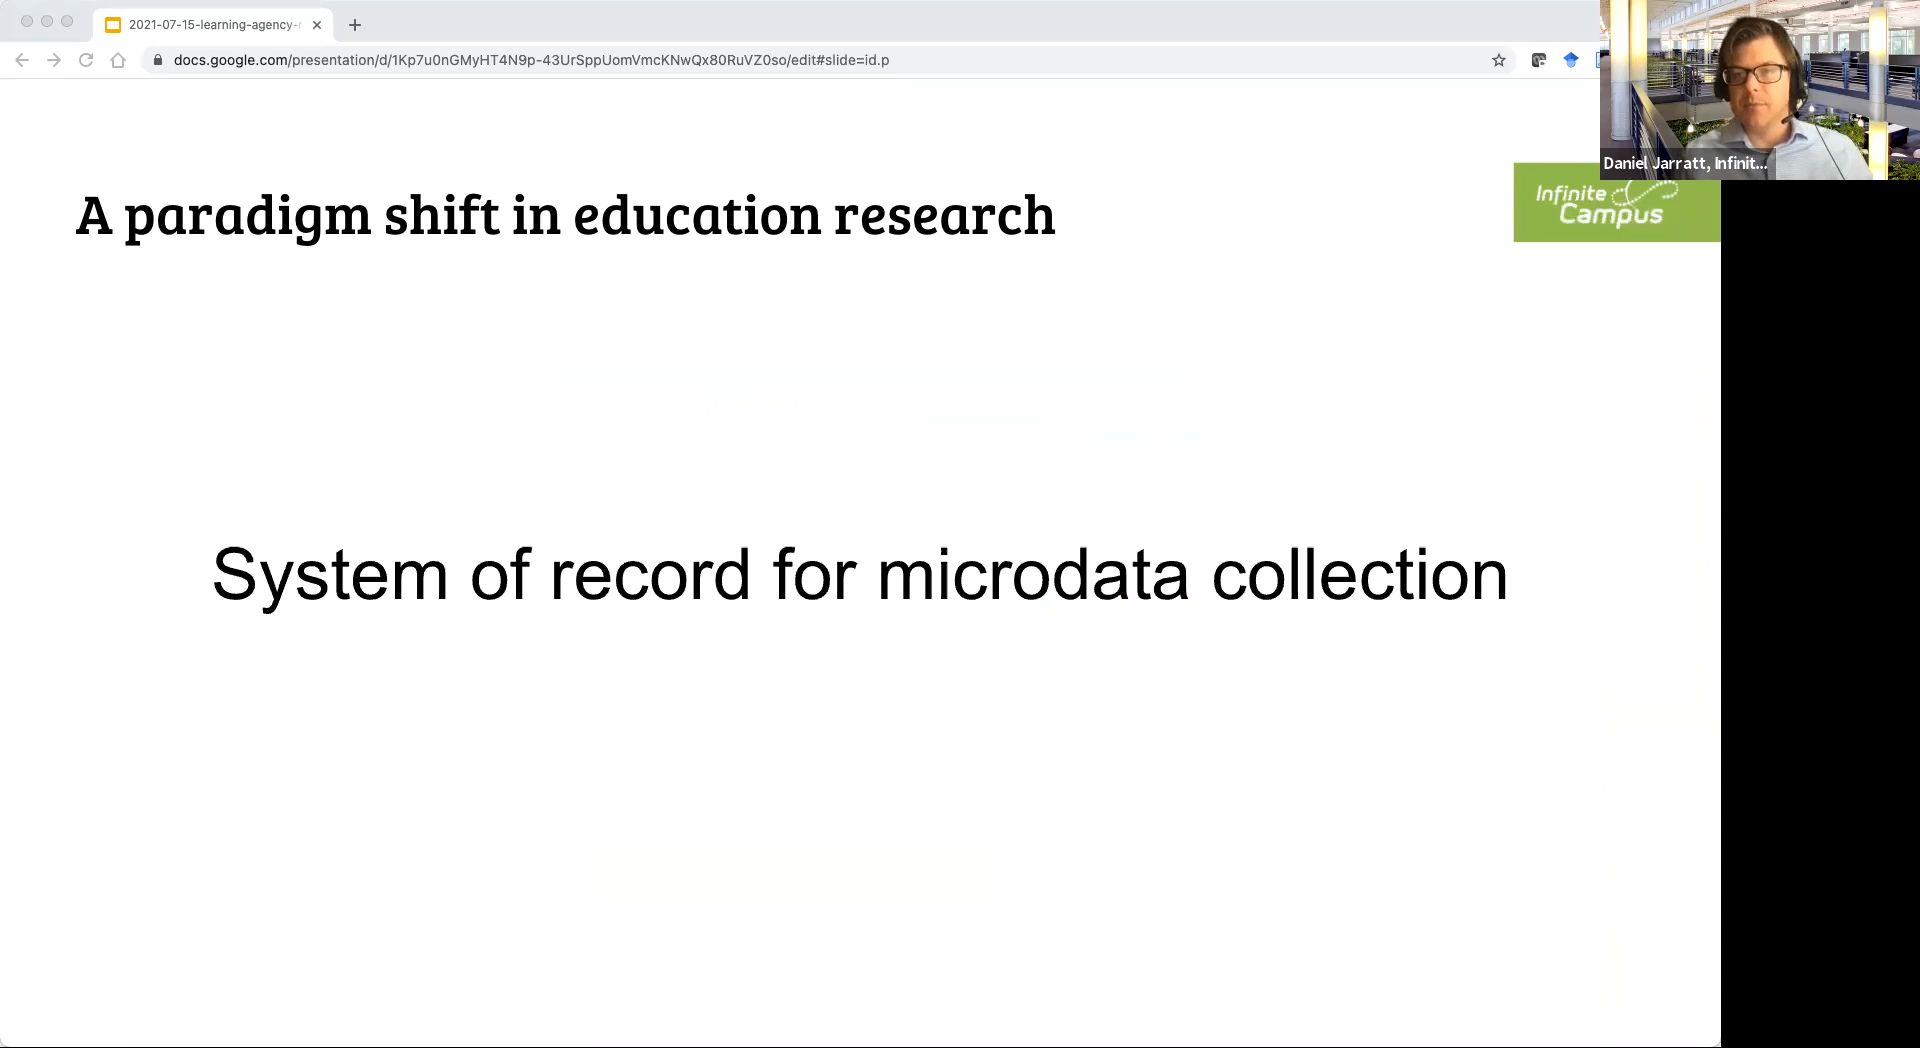 2021-07-15-learning-agency-
docs.google.com/presentation/d/1Kp7u0nGMyHT4N9p-43UrSppUomVmcKNwQx80RuVZ0so/edit#slide=id.p
Daniel Jarratt, Infinit...
Infinite
Campus
A paradigm shift in education research
System of record for microdata collection